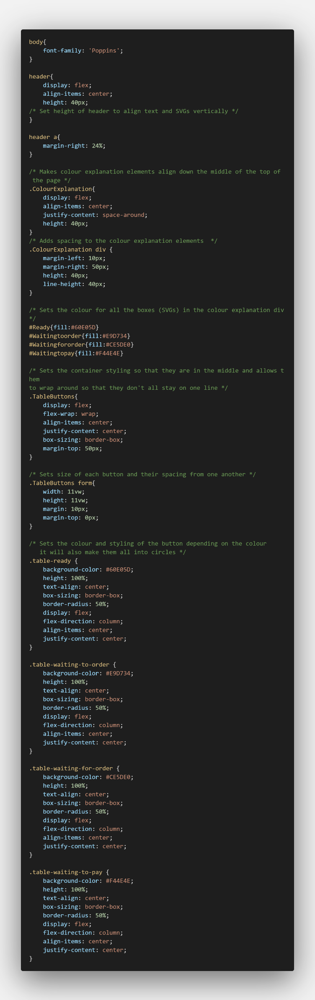 body{
    font-family: 'Poppins';
}

header{
    display: flex;
    align-items: center;
    height: 40px;
/* Set height of header to align text and SVGs vertically */
}

header a{
    margin-right: 24%;
}

/* Makes colour explanation elements align down the middle of the top of
 the page */
.ColourExplanation{
    display: flex;
    align-items: center;
    justify-content: space-around;
    height: 40px;
}
/* Adds spacing to the colour explanation elements  */
.ColourExplanation div {
    margin-left: 10px;
    margin-right: 50px;
    height: 40px;
    line-height: 40px;
}

/* Sets the colour for all the boxes (SVGs) in the colour explanation div
*/
#Ready{fill:#60E05D}
#Waitingtoorder{fill:#E9D734}
#Waitingfororder{fill:#CE5DE0}
#Waitingtopay{fill:#F44E4E}

/* Sets the container styling so that they are in the middle and allows t
hem
to wrap around so that they don't all stay on one line */
.TableButtons{
    display: flex;
    flex-wrap: wrap;
    align-items: center;
    justify-content: center;
    box-sizing: border-box;
    margin-top: 50px;
}

/* Sets size of each button and their spacing from one another */
.TableButtons form{
    width: 11vw;
    height: 11vw;
    margin: 10px;
    margin-top: 0px;
}

/* Sets the colour and styling of the button depending on the colour
   it will also make them all into circles */
.table-ready {
    background-color: #60E05D;
    height: 100%;
    text-align: center;
    box-sizing: border-box;
    border-radius: 50%;
    display: flex;
    flex-direction: column;
    align-items: center;
    justify-content: center;
}

.table-waiting-to-order {
    background-color: #E9D734;
    height: 100%;
    text-align: center;
    box-sizing: border-box;
    border-radius: 50%;
    display: flex;
    flex-direction: column;
    align-items: center;
    justify-content: center;
}

.table-waiting-for-order {
    background-color: #CE5DE0;
    height: 100%;
    text-align: center;
    box-sizing: border-box;
    border-radius: 50%;
    display: flex;
    flex-direction: column;
    align-items: center;
    justify-content: center;
}

.table-waiting-to-pay {
    background-color: #F44E4E;
    height: 100%;
    text-align: center;
    box-sizing: border-box;
    border-radius: 50%;
    display: flex;
    flex-direction: column;
    align-items: center;
    justify-content: center;
}